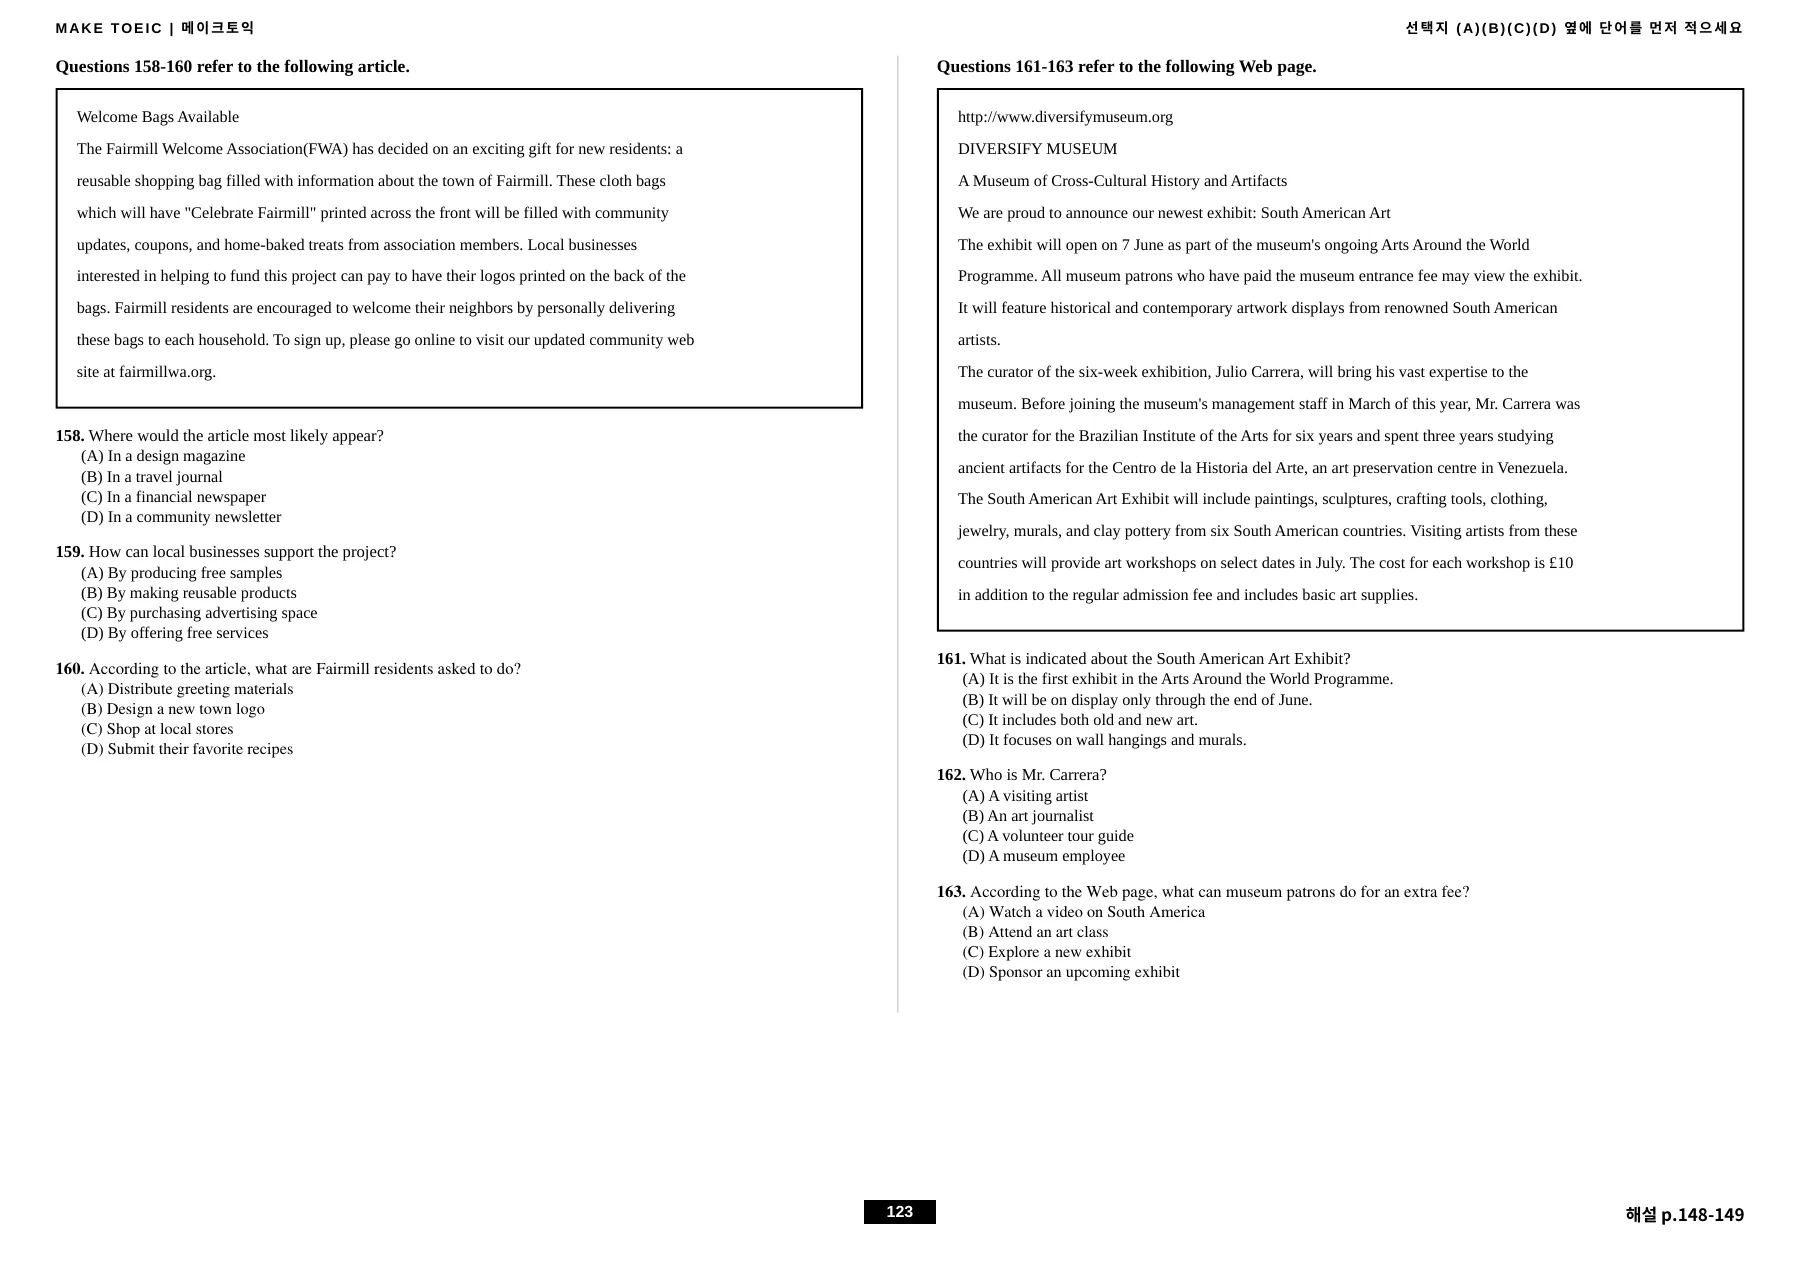 MAKE TOEIC | 메이크토익
선택지 (A)(B)(C)(D) 옆에 단어를 먼저 적으세요
Questions 158-160 refer to the following article.
Welcome Bags Available
The Fairmill Welcome Association(FWA) has decided on an exciting gift for new residents: a
reusable shopping bag filled with information about the town of Fairmill. These cloth bags
which will have "Celebrate Fairmill" printed across the front will be filled with community
updates, coupons, and home-baked treats from association members. Local businesses
interested in helping to fund this project can pay to have their logos printed on the back of the
bags. Fairmill residents are encouraged to welcome their neighbors by personally delivering
these bags to each household. To sign up, please go online to visit our updated community web
site at fairmillwa.org.
158. Where would the article most likely appear?
(A) In a design magazine
(B) In a travel journal
(C) In a financial newspaper
(D) In a community newsletter
159. How can local businesses support the project?
(A) By producing free samples
(B) By making reusable products
(C) By purchasing advertising space
(D) By offering free services
160. According to the article, what are Fairmill residents asked to do?
(A) Distribute greeting materials
(B) Design a new town logo
(C) Shop at local stores
(D) Submit their favorite recipes
Questions 161-163 refer to the following Web page.
http://www.diversifymuseum.org
DIVERSIFY MUSEUM
A Museum of Cross-Cultural History and Artifacts
We are proud to announce our newest exhibit: South American Art
The exhibit will open on 7 June as part of the museum's ongoing Arts Around the World
Programme. All museum patrons who have paid the museum entrance fee may view the exhibit.
It will feature historical and contemporary artwork displays from renowned South American
artists.
The curator of the six-week exhibition, Julio Carrera, will bring his vast expertise to the
museum. Before joining the museum's management staff in March of this year, Mr. Carrera was
the curator for the Brazilian Institute of the Arts for six years and spent three years studying
ancient artifacts for the Centro de la Historia del Arte, an art preservation centre in Venezuela.
The South American Art Exhibit will include paintings, sculptures, crafting tools, clothing,
jewelry, murals, and clay pottery from six South American countries. Visiting artists from these
countries will provide art workshops on select dates in July. The cost for each workshop is £10
in addition to the regular admission fee and includes basic art supplies.
161. What is indicated about the South American Art Exhibit?
(A) It is the first exhibit in the Arts Around the World Programme.
(B) It will be on display only through the end of June.
(C) It includes both old and new art.
(D) It focuses on wall hangings and murals.
162. Who is Mr. Carrera?
(A) A visiting artist
(B) An art journalist
(C) A volunteer tour guide
(D) A museum employee
163. According to the Web page, what can museum patrons do for an extra fee?
(A) Watch a video on South America
(B) Attend an art class
(C) Explore a new exhibit
(D) Sponsor an upcoming exhibit
123
해설 p.148-149